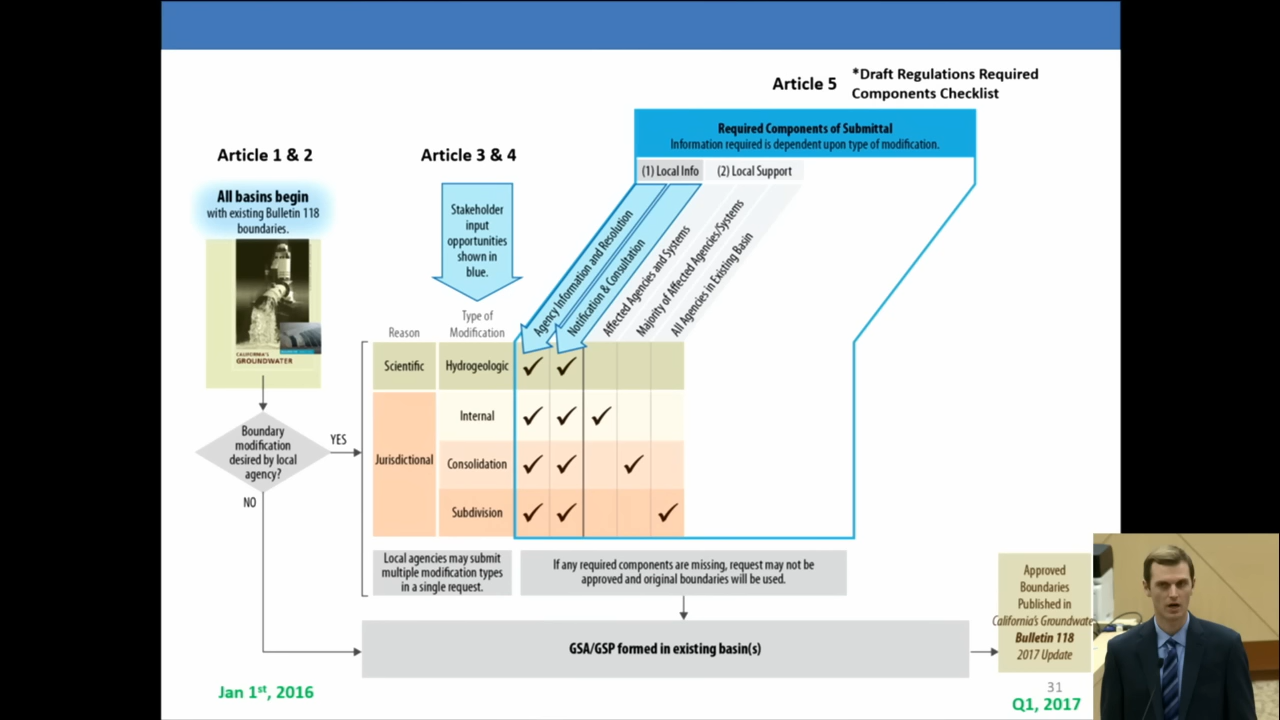 Article 5
*Draft Regulations Required
Components Checklist
Required Components of Submittal
Information required is dependent upon type of modification.
(1) Local Info
(2) Local Support
Article 1 & 2
Article 3 & 4
All basins begin
with existing Bulletin 118
boundaries.
CALIFORNIA'S
GROUNDWATER
Stakeholder
input
opportunities
shown in
blue.
Agency Information and Resolution
Notification & Consultation
Affected Agencies and Systems
Majority of Affected Agencies/Systems
All Agencies in Existing Basin
Reason
Type of
Modification
Scientific
Hydrogeologic
✓ ✓
Internal
✓ ✓ ✓
Jurisdictional
Consolidation
✓ ✓ ✓
Subdivision
✓ ✓ ✓
Boundary
modification
desired by local
agency?
YES
NO
Local agencies may submit
multiple modification types
in a single request.
If any required components are missing, request may not be
approved and original boundaries will be used.
GSA/GSP formed in existing basin(s)
Approved
Boundaries
Published in
California's Groundwate
Bulletin 118
2017 Update
Jan 1st, 2016
31
Q1, 2017